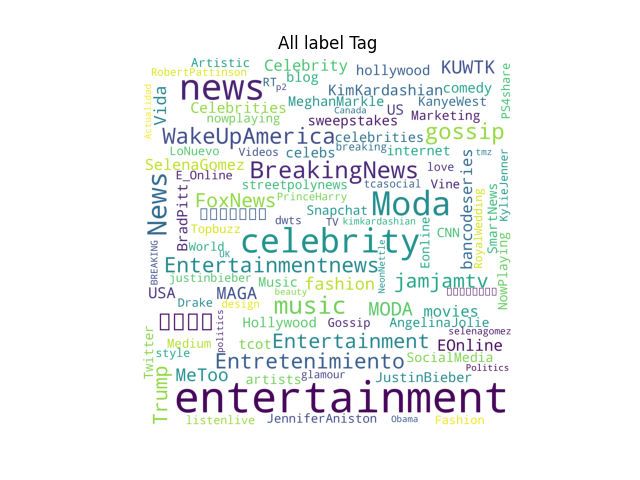 All label Tag
Artistic
Celebrity
hollywood
KUWTK
RobertPattinson
news
RT
p2
blog
KimKardashian
comedy
PS4share
Actualidad
Vida
Celebrities
MeghanMarkle
Canada
US
KanyeWest
nowplaying
sweepstakes
Marketing
WakeUpAmerica
celebrities
gossip
LoNuevo
Videos
celebs
breaking
internet
tmz
SelenaGomez
E_Online
BreakingNews
love
streetpolynews
tcasocial
Vine
News
BradPitt
FoxNews
PrinceHarry
Moda
bancodeseries
RoyalWedding
SmartNews
KylieJenner
Snapchat
Topbuzz
dwts
TV
kimkardashian
Eonline
CNN
World
UK
celebrity
BREAKING
Entertainmentnews
NeonNettle
justinbieber
Music
fashion
jamjamtv
NowPlaying
USA
MAGA
beauty
Drake
design
music
MODA
movies
politics
Hollywood
Gossip
AngelinaJolie
selenagomez
Twitter
Medium
tcot
Entertainment
EOnline
style
Entretenimiento
SocialMedia
Politics
Trump
MeToo
artists
glamour
JustinBieber
entertainment
listenlive
JenniferAniston
Obama
Fashion